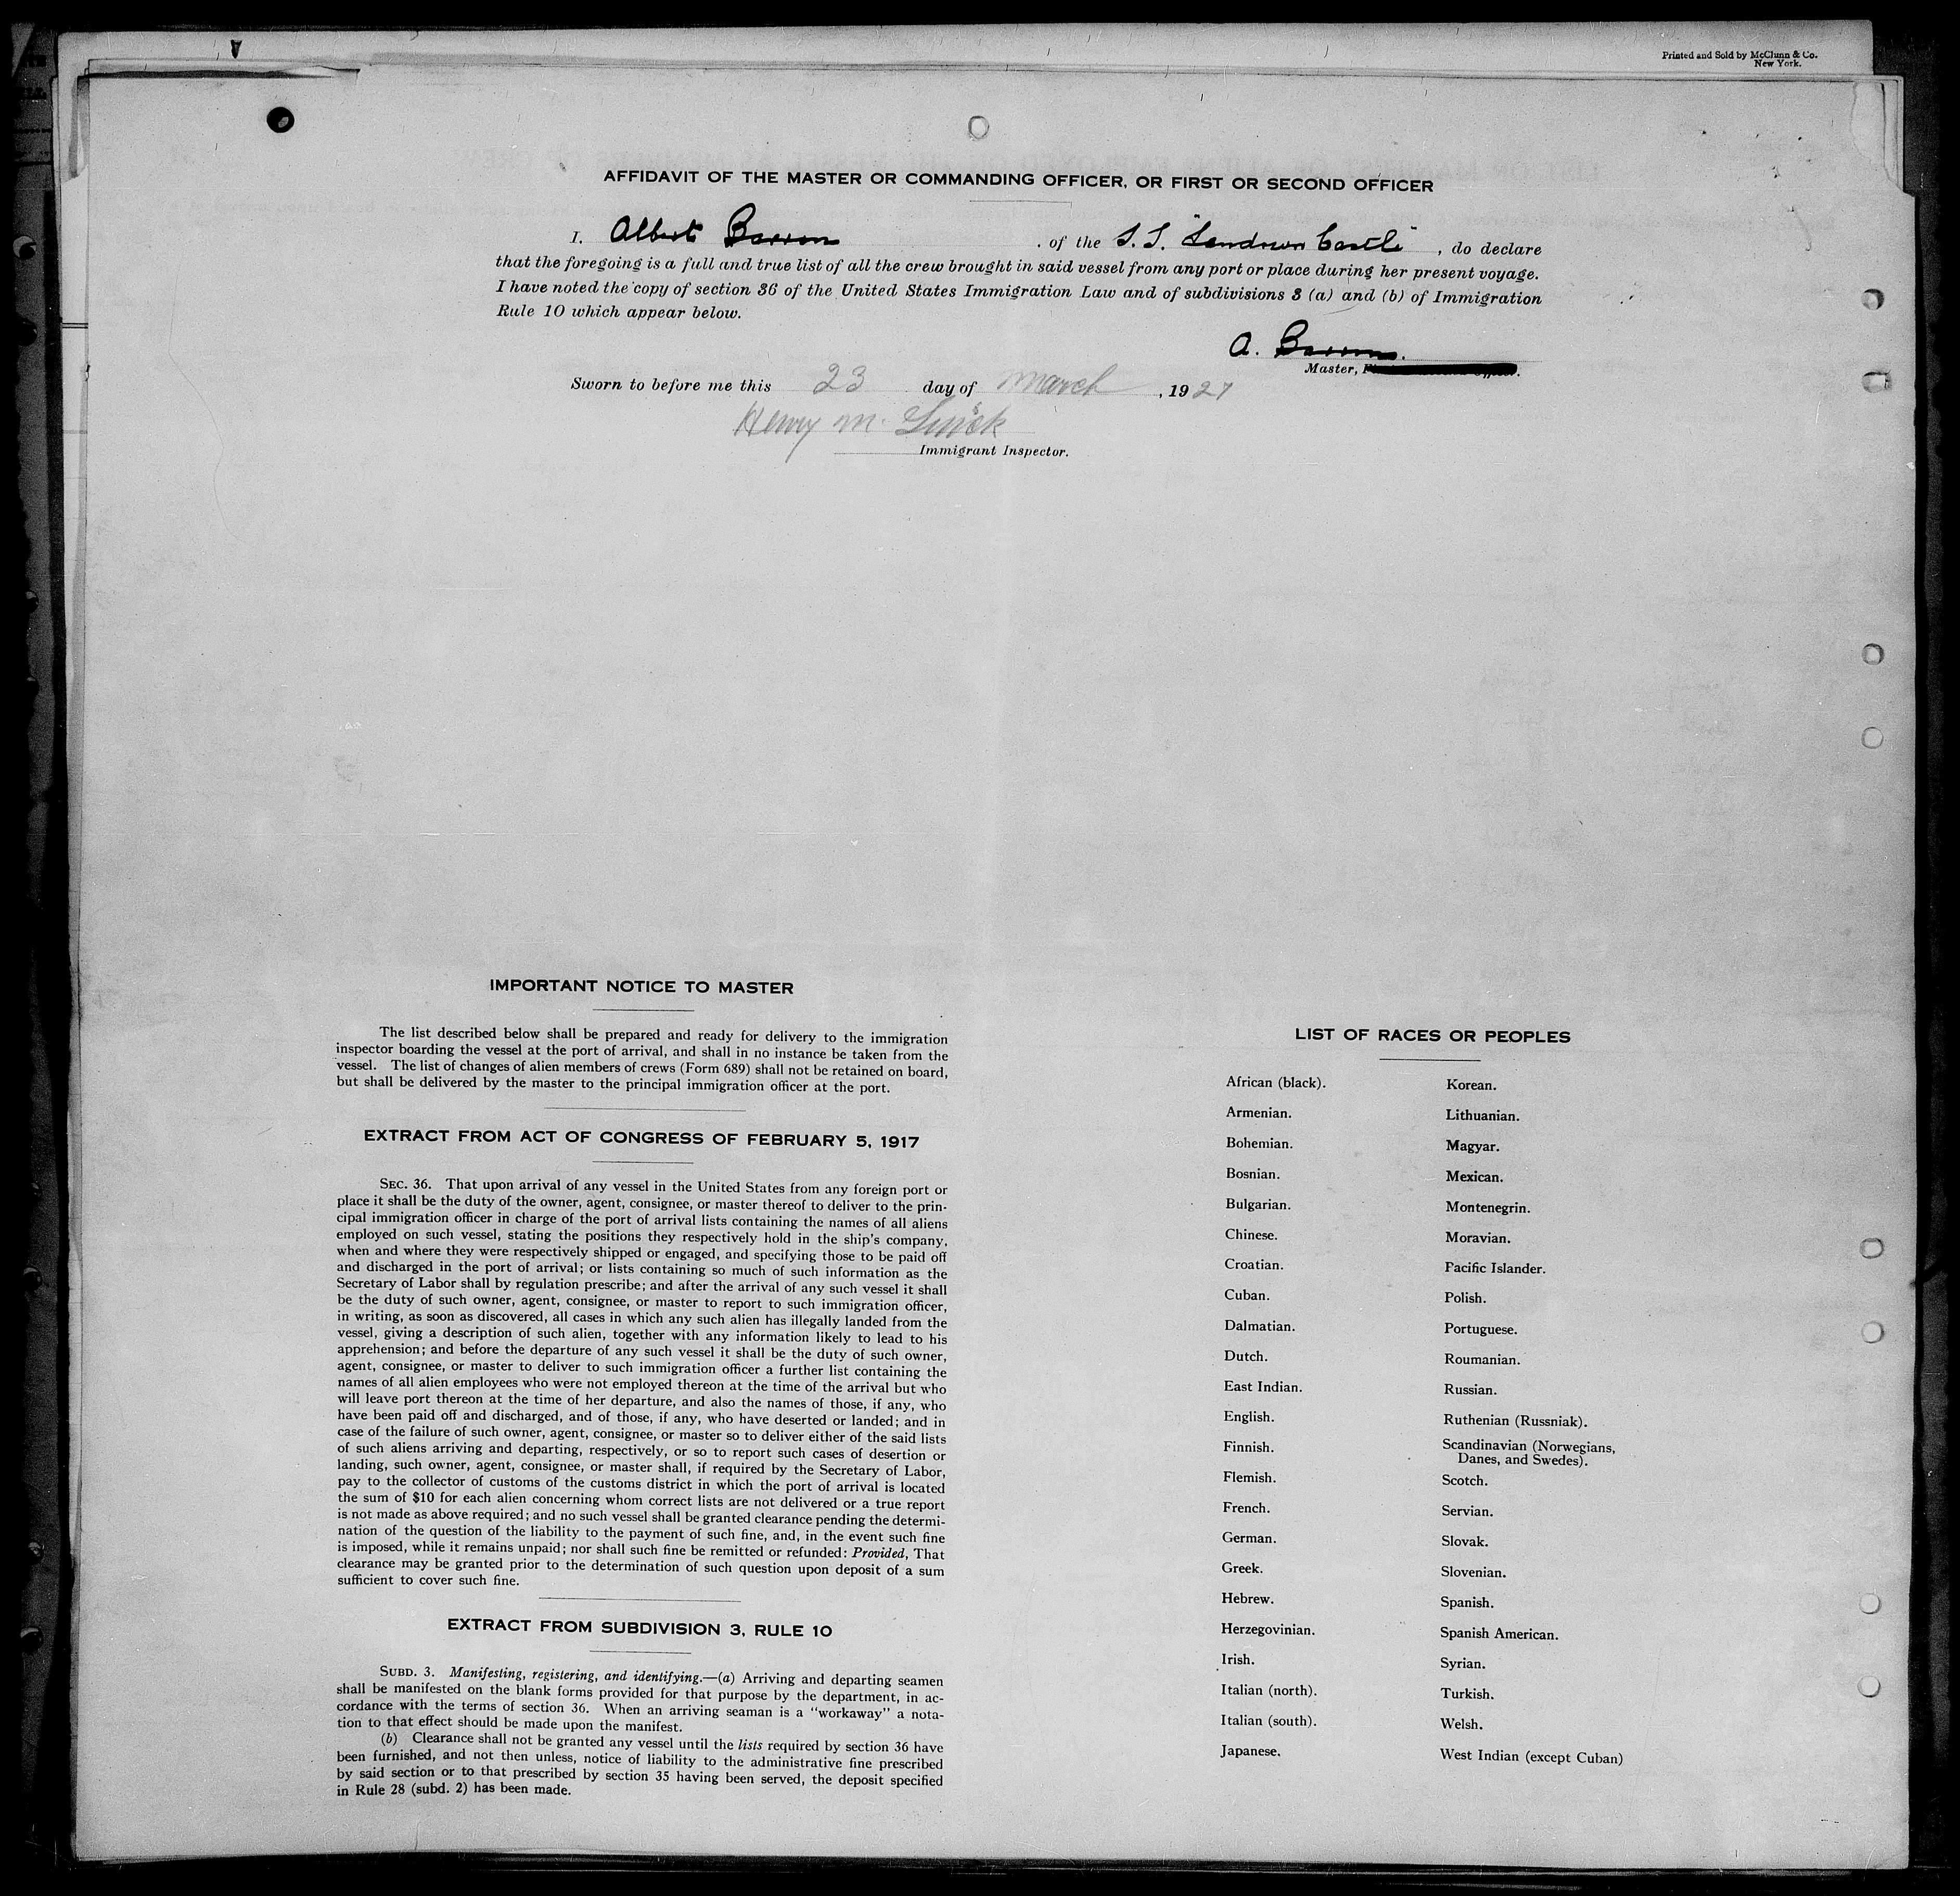 Printed and Sold by McClunn & Co.
New York.
AFFIDAVIT OF THE MASTER OR COMMANDING OFFICER, OR FIRST OR SECOND OFFICER
I. Albert , of the S. S. " Castle" , do declare
that the foregoing is a full and true list of all the crew brought in said vessel from any port or place during her present voyage.
I have noted the copy of section 36 of the United States Immigration Law and of subdivisions 3 (a) and (b) of Immigration
Rule 10 which appear below.
A.
Master,
Sworn to before me this 23 day of March , 1927
Henry M.
Immigrant Inspector.
IMPORTANT NOTICE TO MASTER
The list described below shall be prepared and ready for delivery to the immigration
inspector boarding the vessel at the port of arrival, and shall in no instance be taken from the
vessel. The list of changes of alien members of crews (Form 689) shall not be retained on board,
but shall be delivered by the master to the principal immigration officer at the port.
EXTRACT FROM ACT OF CONGRESS OF FEBRUARY 5, 1917
SEC. 36. That upon arrival of any vessel in the United States from any foreign port or
place it shall be the duty of the owner, agent, consignee, or master thereof to deliver to the prin-
cipal immigration officer in charge of the port of arrival lists containing the names of all aliens
employed on such vessel, stating the positions they respectively hold in the ship's company,
when and where they were respectively shipped or engaged, and specifying those to be paid off
and discharged in the port of arrival; or lists containing so much of such information as the
Secretary of Labor shall by regulation prescribe; and after the arrival of any such vessel it shall
be the duty of such owner, agent, consignee, or master to report to such immigration officer,
in writing, as soon as discovered, all cases in which any such alien has illegally landed from the
vessel, giving a description of such alien, together with any information likely to lead to his
apprehension; and before the departure of any such vessel it shall be the duty of such owner,
agent, consignee, or master to deliver to such immigration officer a further list containing the
names of all alien employees who were not employed thereon at the time of the arrival but who
will leave port thereon at the time of her departure, and also the names of those, if any, who
have been paid off and discharged, and of those, if any, who have deserted or landed; and in
case of the failure of such owner, agent, consignee, or master so to deliver either of the said lists
of such aliens arriving and departing, respectively, or so to report such cases of desertion or
landing, such owner, agent, consignee, or master shall, if required by the Secretary of Labor,
pay to the collector of customs of the customs district in which the port of arrival is located
the sum of $10 for each alien concerning whom correct lists are not delivered or a true report
is not made as above required; and no such vessel shall be granted clearance pending the determi-
nation of the question of the liability to the payment of such fine, and, in the event such fine
is imposed, while it remains unpaid; nor shall such fine be remitted or refunded: Provided, That
clearance may be granted prior to the determination of such question upon deposit of a sum
sufficient to cover such fine.
EXTRACT FROM SUBDIVISION 3, RULE 10
SUBD. 3. Manifesting, registering, and identifying.—(a) Arriving and departing seamen
shall be manifested on the blank forms provided for that purpose by the department, in ac-
cordance with the terms of section 36. When an arriving seaman is a "workaway" a nota-
tion to that effect should be made upon the manifest.
(b) Clearance shall not be granted any vessel until the lists required by section 36 have
been furnished, and not then unless, notice of liability to the administrative fine prescribed
by said section or to that prescribed by section 35 having been served, the deposit specified
in Rule 28 (subd. 2) has been made.
LIST OF RACES OR PEOPLES
African (black).
Armenian.
Bohemian.
Bosnian.
Bulgarian.
Chinese.
Croatian.
Cuban.
Dalmatian.
Dutch.
East Indian.
English.
Finnish.
Flemish.
French.
German.
Greek.
Hebrew.
Herzegovinian.
Irish.
Italian (north).
Italian (south).
Japanese.
Korean.
Lithuanian.
Magyar.
Mexican.
Montenegrin.
Moravian.
Pacific Islander.
Polish.
Portuguese.
Roumanian.
Russian.
Ruthenian (Russniak).
Scandinavian (Norwegians,
Danes, and Swedes).
Scotch.
Servian.
Slovak.
Slovenian.
Spanish.
Spanish American.
Syrian.
Turkish.
Welsh.
West Indian (except Cuban)